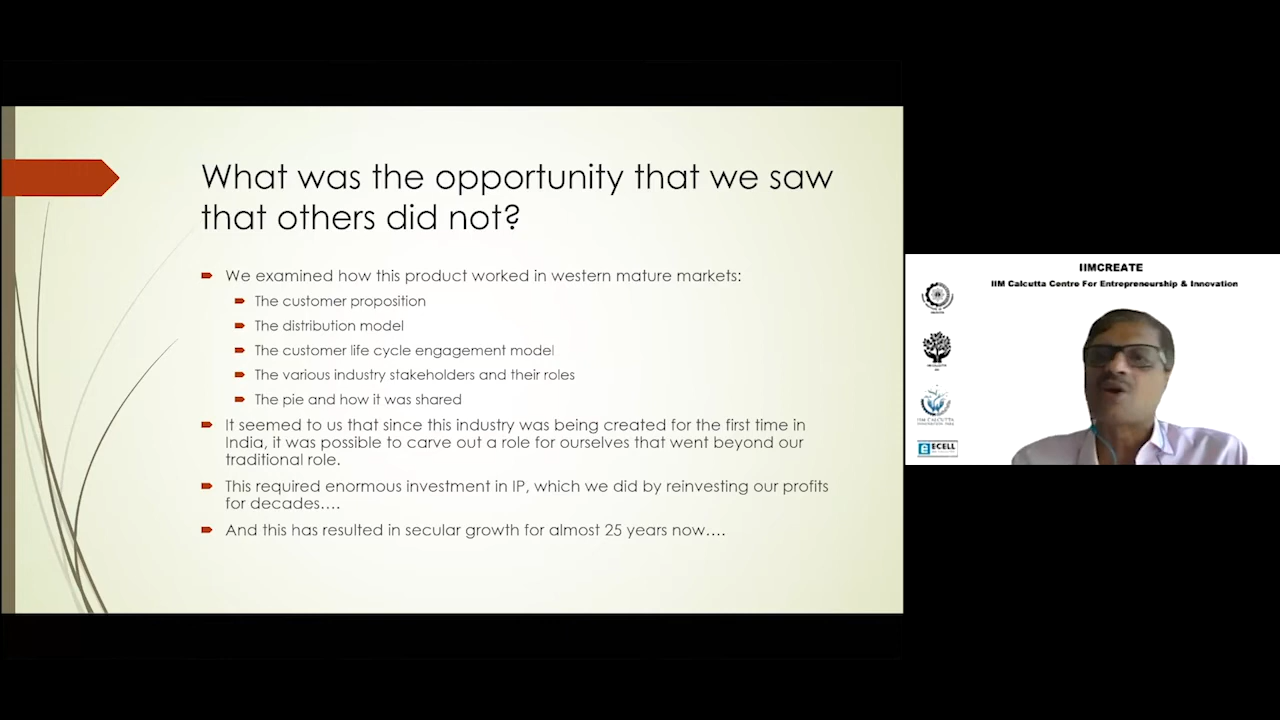 What was the opportunity that we saw
that others did not?
We examined how this product worked in western mature markets:
The customer proposition
The distribution model
The customer life cycle engagement model
The various industry stakeholders and their roles
The pie and how it was shared
It seemed to us that since this industry was being created for the first time in
India, it was possible to carve out a role for ourselves that went beyond our
traditional role.
This required enormous investment in IP, which we did by reinvesting our profits
for decades….
And this has resulted in secular growth for almost 25 years now….
IIMCREATE
IIM Calcutta Centre For Entrepreneurship & Innovation
ECELL